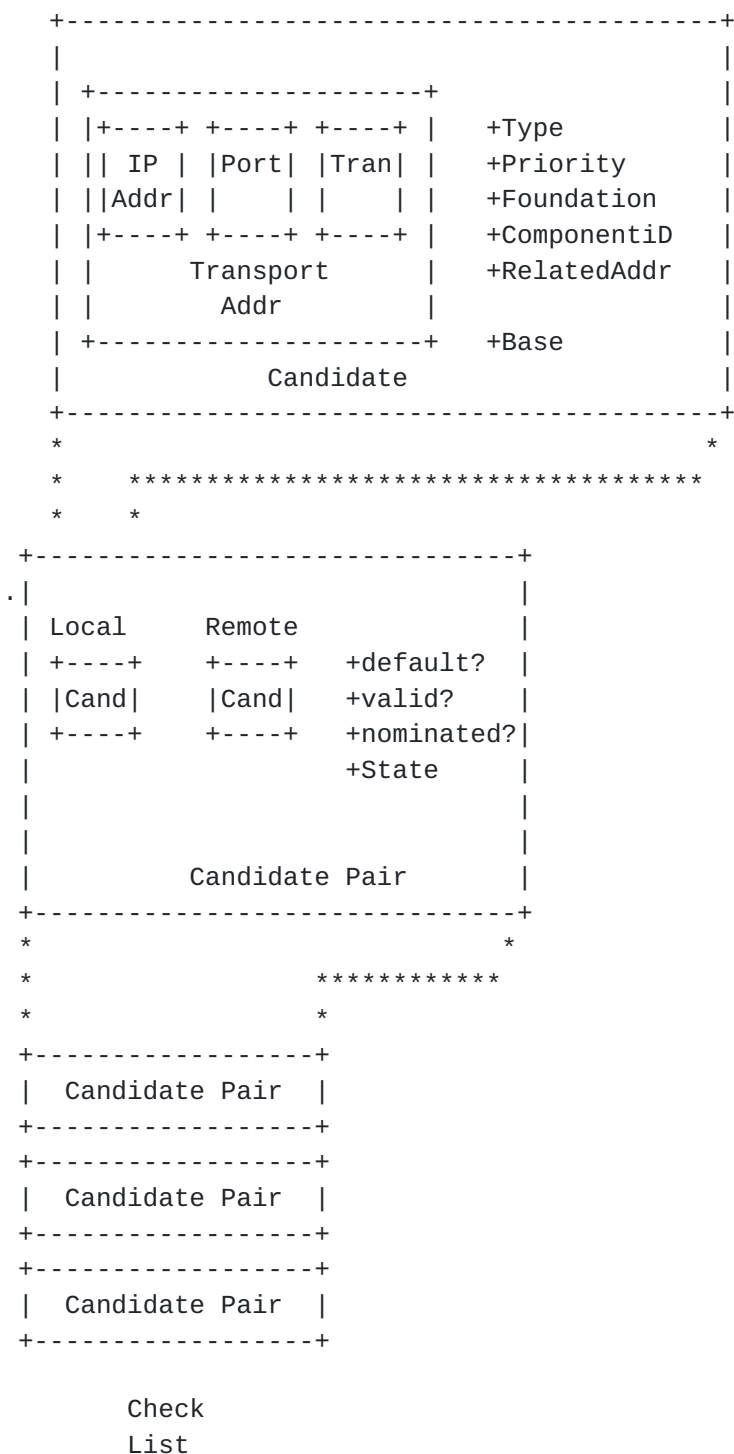 +Type
IP Port Tran +Priority
Addr +Foundation
+ComponentiD
Transport +RelatedAddr
Addr
+Base
Candidate
Local Remote
+default?
Cand Cand +valid?
+nominated?
+State
Candidate Pair
Candidate Pair
Candidate Pair
Candidate Pair
Check
List